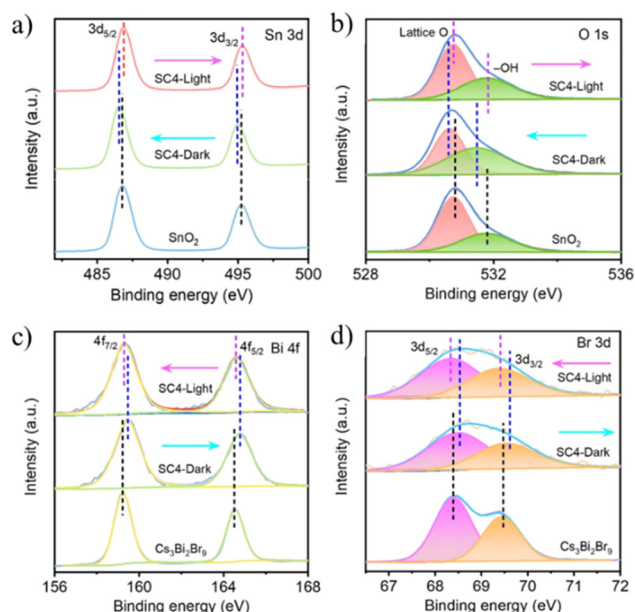 a)
Sn 3d
3d5/2
3d3/2
SC4-Light
SC4-Dark
SnO2
Intensity (a.u.)
485
490
495
500
Binding energy (eV)
b)
O 1s
Lattice O
–OH
SC4-Light
SC4-Dark
SnO2
Intensity (a.u.)
528
532
536
Binding energy (eV)
c)
Bi 4f
4f7/2
4f5/2
SC4-Light
SC4-Dark
Cs3Bi2Br9
Intensity (a.u.)
156
160
164
168
Binding energy (eV)
d)
Br 3d
3d5/2
3d3/2
SC4-Light
SC4-Dark
Cs3Bi2Br9
Intensity (a.u.)
67
68
69
70
71
72
Binding energy (eV)